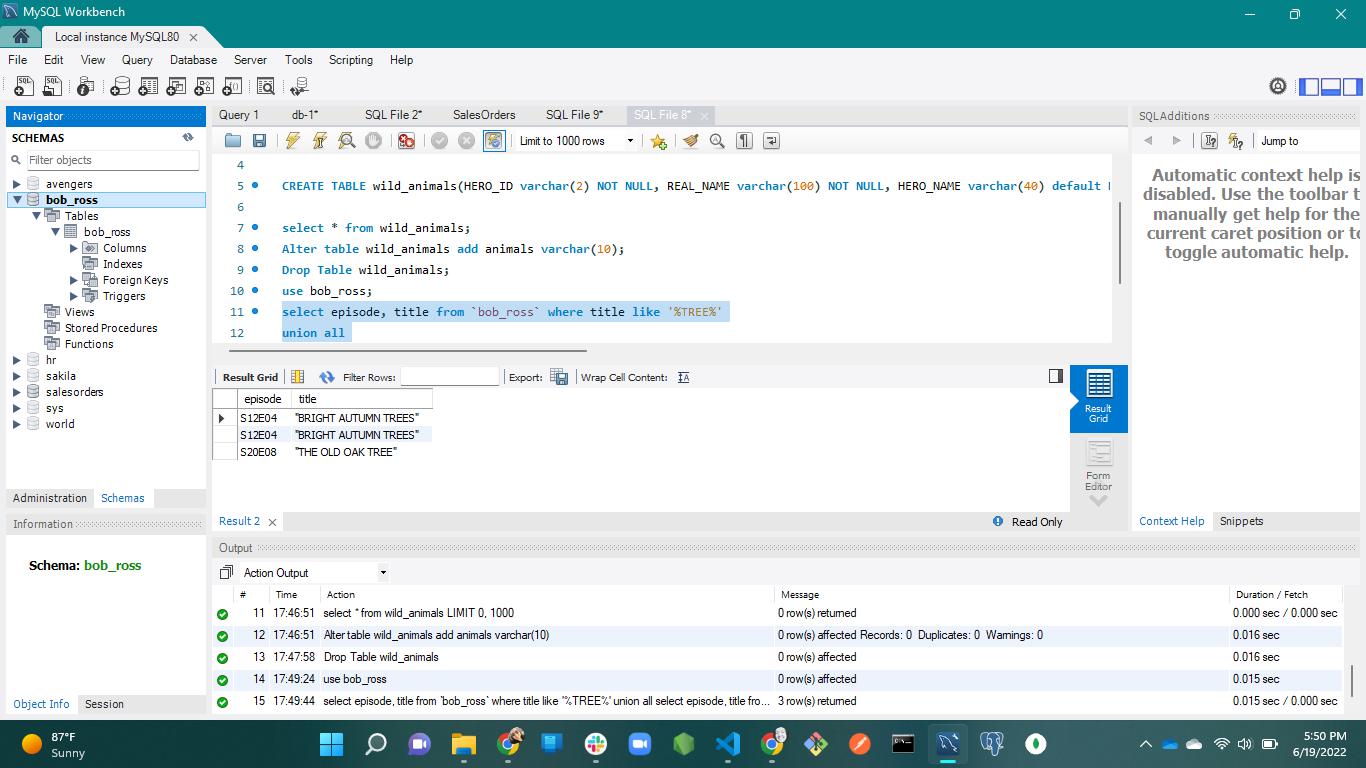 MySQL Workbench
Local instance MySQL80
File Edit View Query Database Server Tools Scripting Help
Navigator
SCHEMAS
Filter objects
avengers
bob_ross
Tables
bob_ross
Columns
Indexes
Foreign Keys
Triggers
Views
Stored Procedures
Functions
hr
sakila
salesorders
sys
world
Administration Schemas
Information
Schema: bob_ross
Object Info Session
Query 1 db-1* SQL File 2* SalesOrders SQL File 9* SQL File 8*
Limit to 1000 rows
4
5 CREATE TABLE wild_animals(HERO_ID varchar(2) NOT NULL, REAL_NAME varchar(100) NOT NULL, HERO_NAME varchar(40) default
6
7 select * from wild_animals;
8 Alter table wild_animals add animals varchar(10);
9 Drop Table wild_animals;
10 use bob_ross;
11 select episode, title from `bob_ross` where title like '%TREE%'
12 union all
Result Grid Filter Rows: Export: Wrap Cell Content:
episode title
S12E04 "BRIGHT AUTUMN TREES"
S12E04 "BRIGHT AUTUMN TREES"
S20E08 "THE OLD OAK TREE"
Result Grid
Form Editor
Result 2
Read Only
SQLAdditions
Jump to
Automatic context help is
disabled. Use the toolbar t
manually get help for the
current caret position or to
toggle automatic help.
Context Help Snippets
Output
Action Output
# Time Action Message Duration / Fetch
11 17:46:51 select * from wild_animals LIMIT 0, 1000 0 row(s) returned 0.000 sec / 0.000 sec
12 17:46:51 Alter table wild_animals add animals varchar(10) 0 row(s) affected Records: 0 Duplicates: 0 Warnings: 0 0.016 sec
13 17:47:58 Drop Table wild_animals 0 row(s) affected 0.016 sec
14 17:49:24 use bob_ross 0 row(s) affected 0.015 sec
15 17:49:44 select episode, title from `bob_ross` where title like '%TREE%' union all select episode, title fro... 3 row(s) returned 0.015 sec / 0.000 sec
87°F
Sunny
5:50 PM
6/19/2022